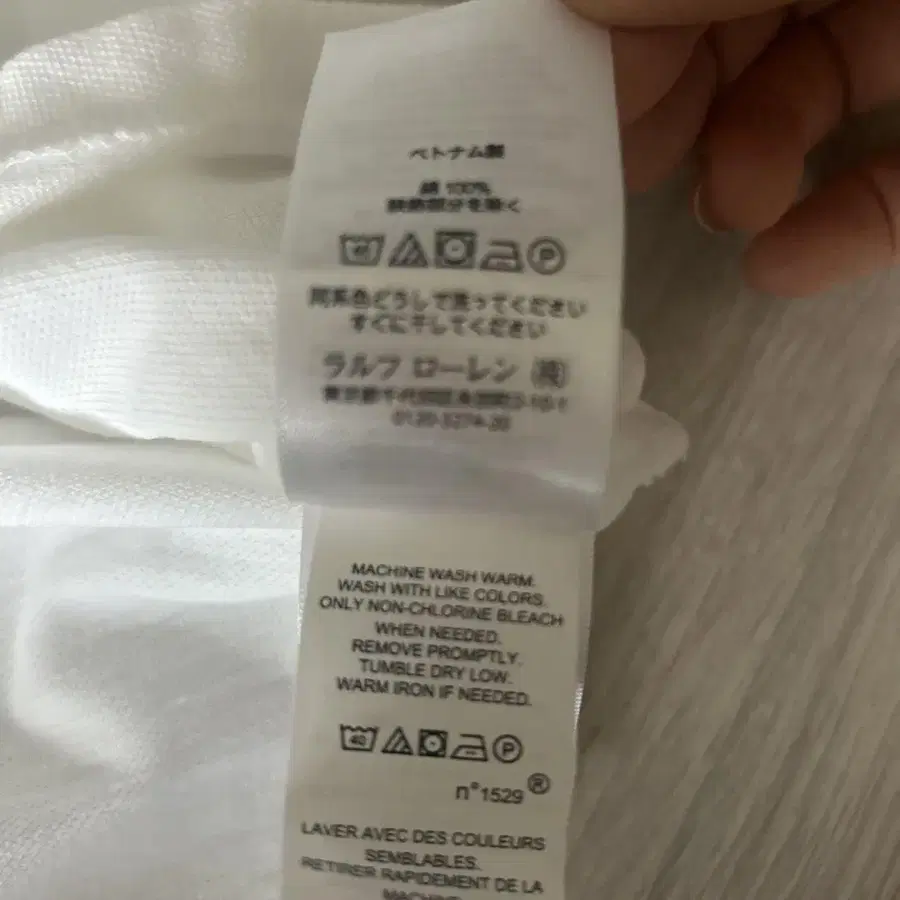 ベトナム製
綿 100%
装飾部分を除く
40 P
同系色どうしで洗ってください
すぐに干してください
ラルフ ローレン (株)
MACHINE WASH WARM.
WASH WITH LIKE COLORS.
ONLY NON-CHLORINE BLEACH
WHEN NEEDED.
REMOVE PROMPTLY.
TUMBLE DRY LOW.
WARM IRON IF NEEDED.
40 P
n°1529®
LAVER AVEC DES COULEURS
SEMBLABLES.
RETIRER RAPIDEMENT DE LA
MACHINE